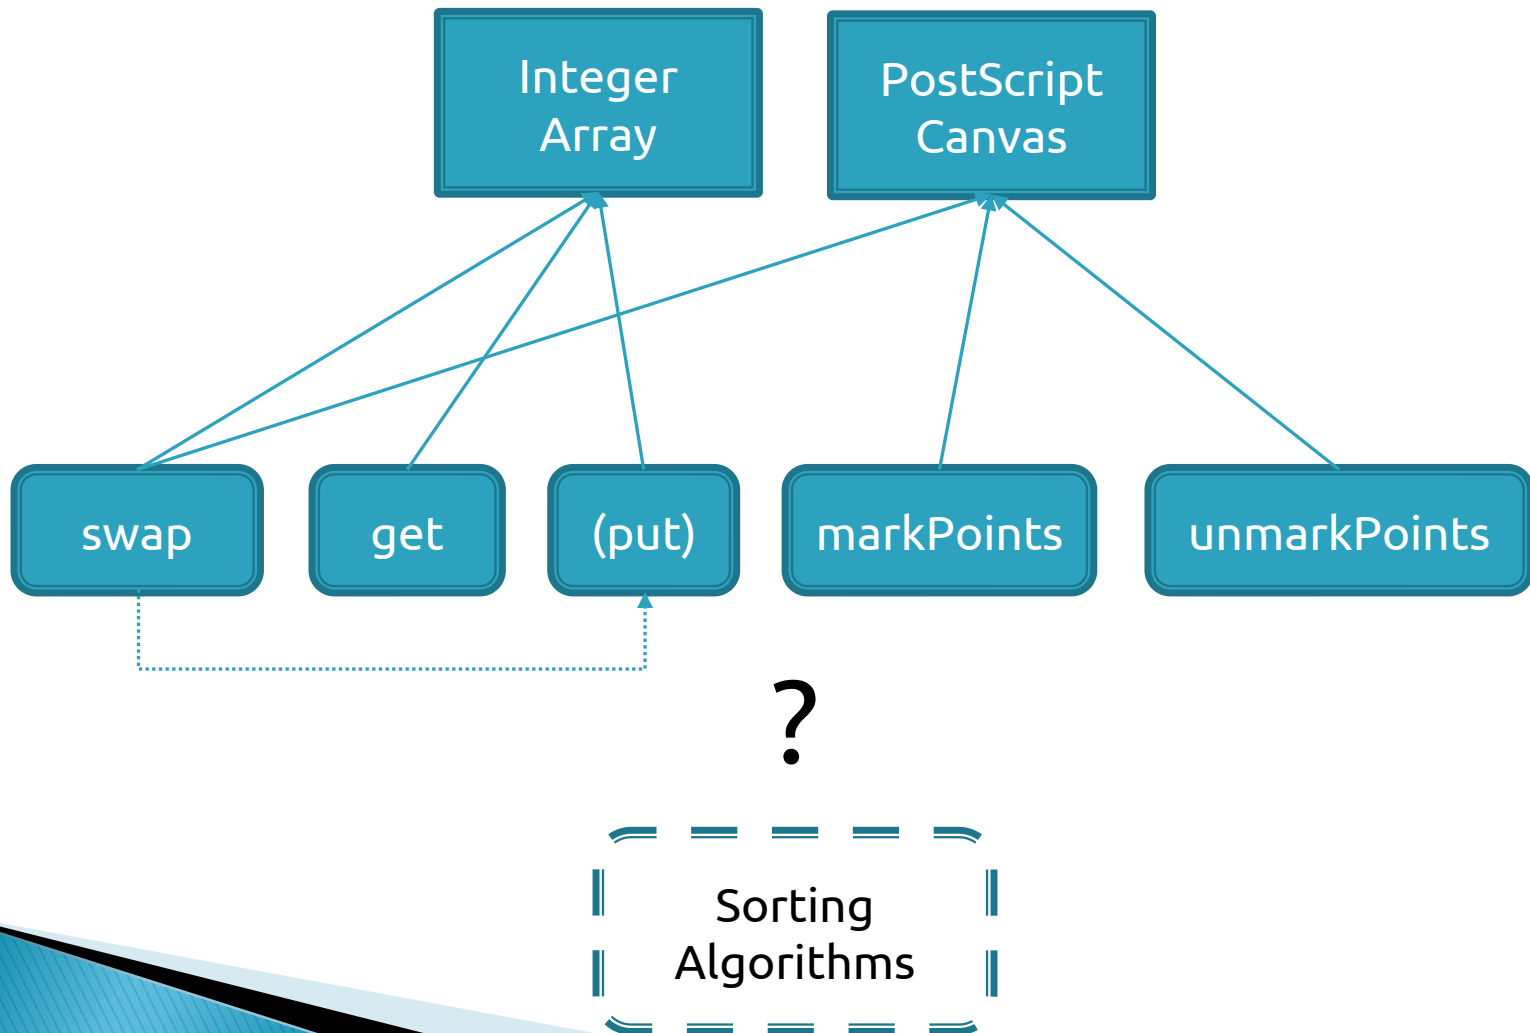 Integer
Array
PostScript
Canvas
swap
get
(put)
markPoints
unmarkPoints
?
Sorting
Algorithms